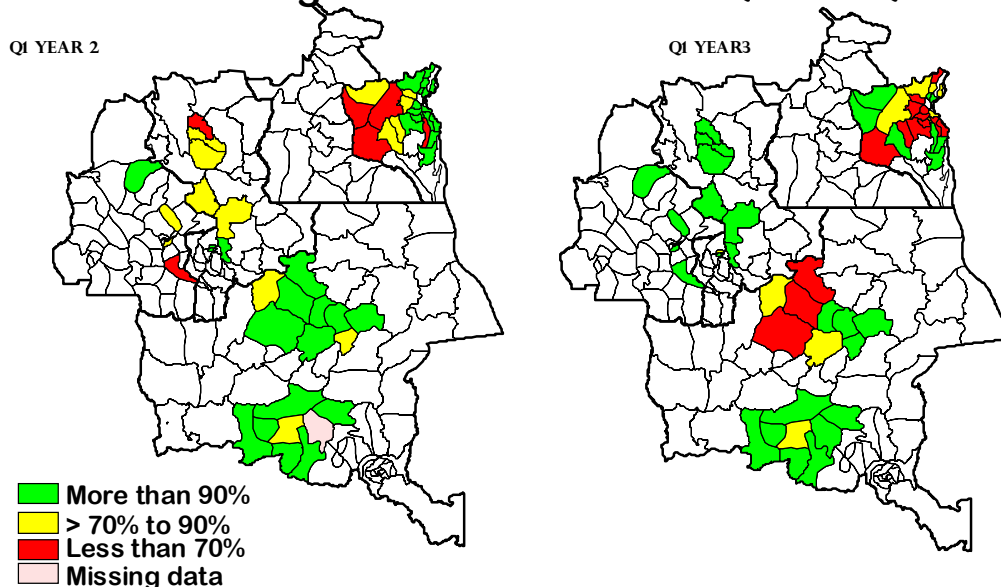 Q1 YEAR 2
Q1 YEAR3
More than 90%
> 70% to 90%
Less than 70%
Missing data